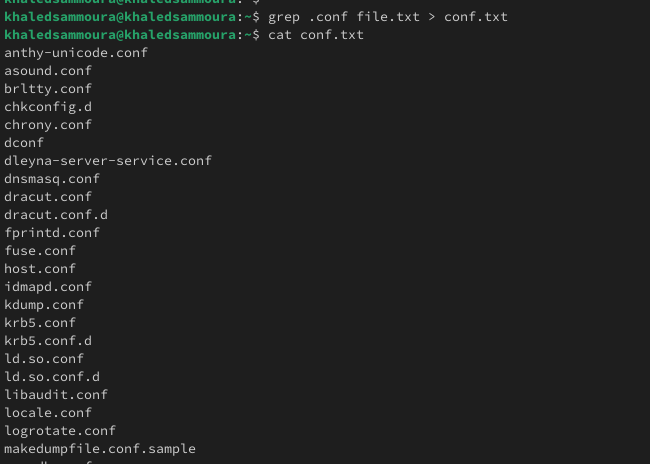 khaledsammoura@khaledsammoura:~$
khaledsammoura@khaledsammoura:~$ grep .conf file.txt > conf.txt
khaledsammoura@khaledsammoura:~$ cat conf.txt
anthy-unicode.conf
asound.conf
brltty.conf
chkconfig.d
chrony.conf
dconf
dleyna-server-service.conf
dnsmasq.conf
dracut.conf
dracut.conf.d
fprintd.conf
fuse.conf
host.conf
idmapd.conf
kdump.conf
krb5.conf
krb5.conf.d
ld.so.conf
ld.so.conf.d
libaudit.conf
locale.conf
logrotate.conf
makedumpfile.conf.sample